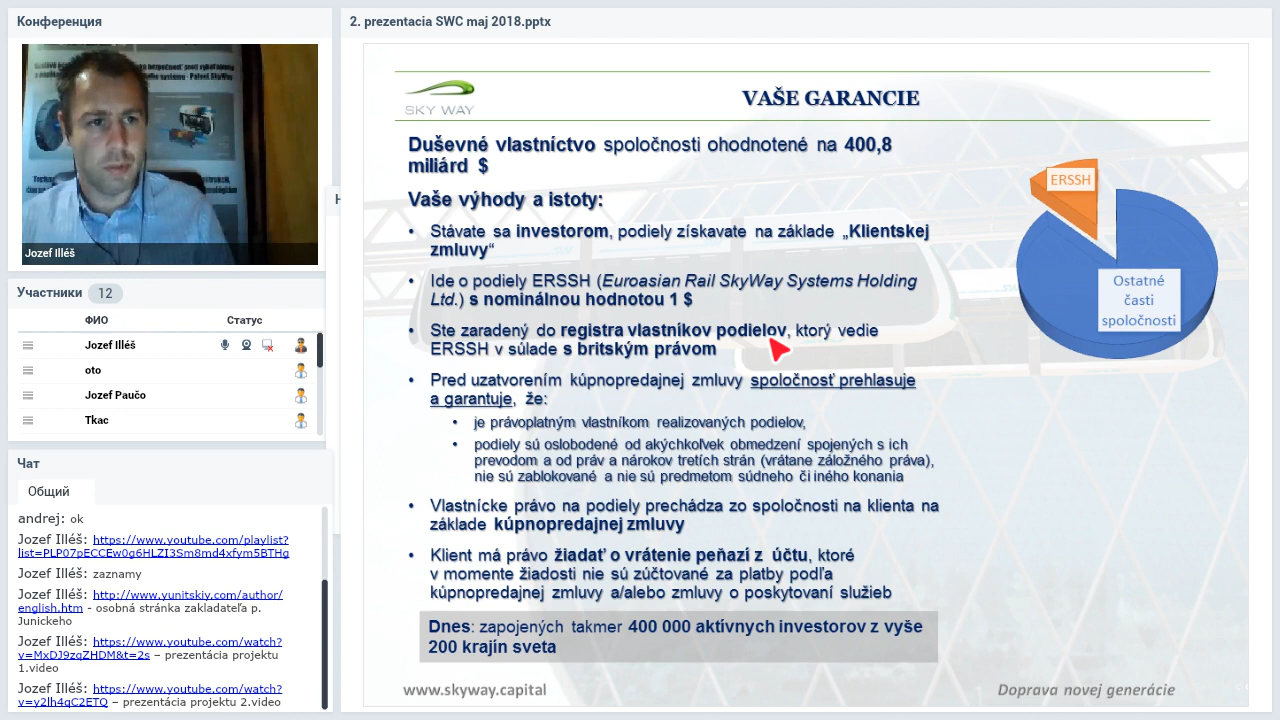 Конференция
Jozef Illéš
Участники 12
ФИО Статус
Jozef Illéš
oto
Jozef Paučo
Tkac
Чат
Общий
andrej: ok
Jozef Illéš: https://www.youtube.com/playlist?
list=PLP07pECCEw0g6HLZI3Sm8md4xfym5BTHg
Jozef Illéš: zaznamy
Jozef Illéš: http://www.yunitskiy.com/author/
english.htm - osobná stránka zakladateľa p.
Junickeho
Jozef Illéš: https://www.youtube.com/watch?
v=MxDJ9zqZHDM&t=2s – prezentácia projektu
1.video
Jozef Illéš: https://www.youtube.com/watch?
v=y2lh4qC2ETQ – prezentácia projektu 2.video
2. prezentacia SWC maj 2018.pptx
SKY WAY
VAŠE GARANCIE
Duševné vlastníctvo spoločnosti ohodnotené na 400,8
miliárd $
Vaše výhody a istoty:
• Stávate sa investorom, podiely získavate na základe „Klientskej
zmluvy“
• Ide o podiely ERSSH (Euroasian Rail SkyWay Systems Holding
Ltd.) s nominálnou hodnotou 1 $
• Ste zaradený do registra vlastníkov podielov, ktorý vedie
ERSSH v súlade s britským právom
• Pred uzatvorením kúpnopredajnej zmluvy spoločnosť prehlasuje
a garantuje, že:
• je právoplatným vlastníkom realizovaných podielov,
• podiely sú oslobodené od akýchkoľvek obmedzení spojených s ich
prevodom a od práv a nárokov tretích strán (vrátane záložného práva),
nie sú zablokované a nie sú predmetom súdneho či iného konania
• Vlastnícke právo na podiely prechádza zo spoločnosti na klienta na
základe kúpnopredajnej zmluvy
• Klient má právo žiadať o vrátenie peňazí z účtu, ktoré
v momente žiadosti nie sú zúčtované za platby podľa
kúpnopredajnej zmluvy a/alebo zmluvy o poskytovaní služieb
Dnes: zapojených takmer 400 000 aktívnych investorov z vyše
200 krajín sveta
ERSSH
Ostatné
časti
spoločnosti
www.skyway.capital
Doprava novej generácie